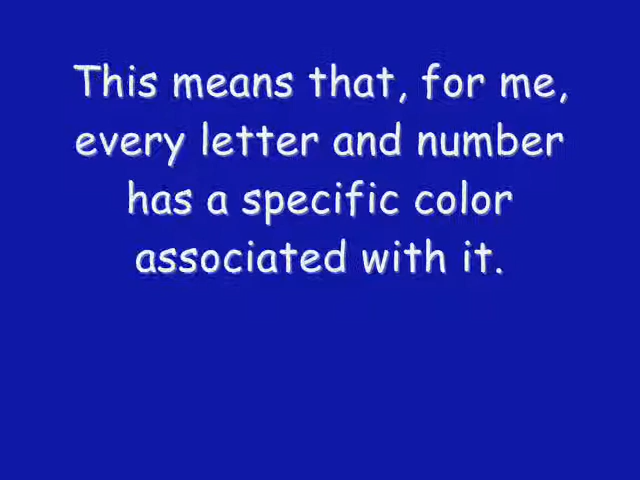 This means that, for me,
every letter and number
has a specific color
associated with it.